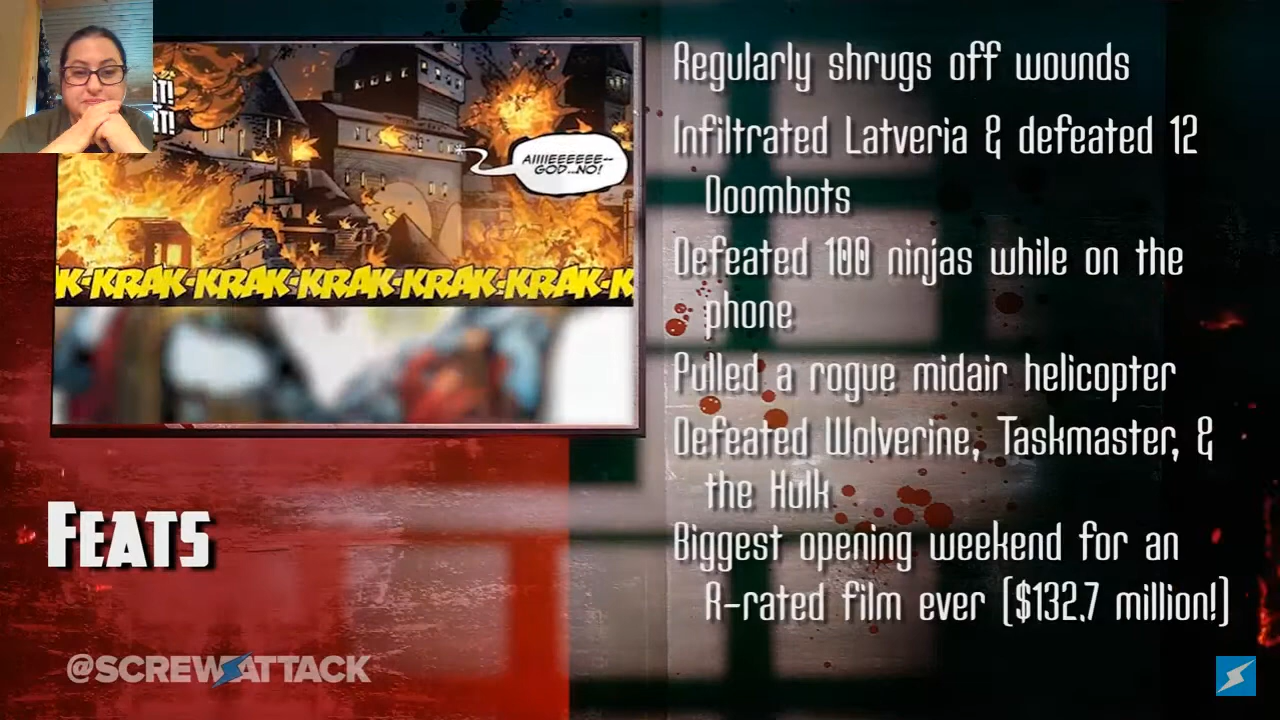 Regularly shrugs off wounds
Infiltrated Latveria & defeated 12
Doombots
Defeated 100 ninjas while on the
phone
Pulled a rogue midair helicopter
Defeated Wolverine, Taskmaster, &
the Hulk
Biggest opening weekend for an
R-rated film ever ($132.7 million!)
AIIIIEEEEEE--
GOD...NO!
K-KRAK-KRAK-KRAK-KRAK-KRAK-K
FEATS
@SCREWATTACK